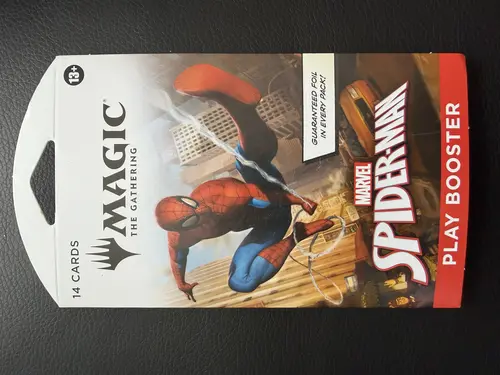 13+
MAGIC
THE GATHERING
14 CARDS
GUARANTEED FOIL
IN EVERY PACK!
MARVEL
SPIDER-MAN
PLAY BOOSTER